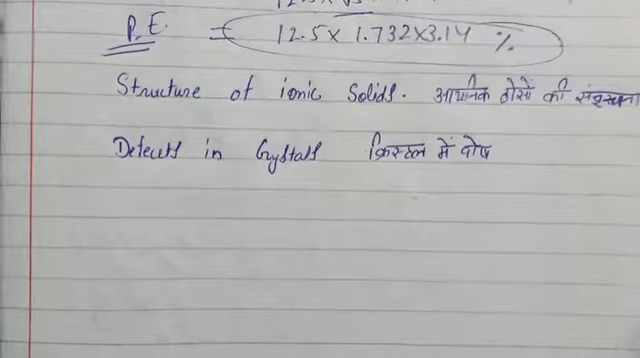 P.E. = 12.5 x 1.732 x 3.14 %
Structure of ionic Solids. आयनिक ठोसों की संरचना
Defects in Crystals क्रिस्टल में दोष